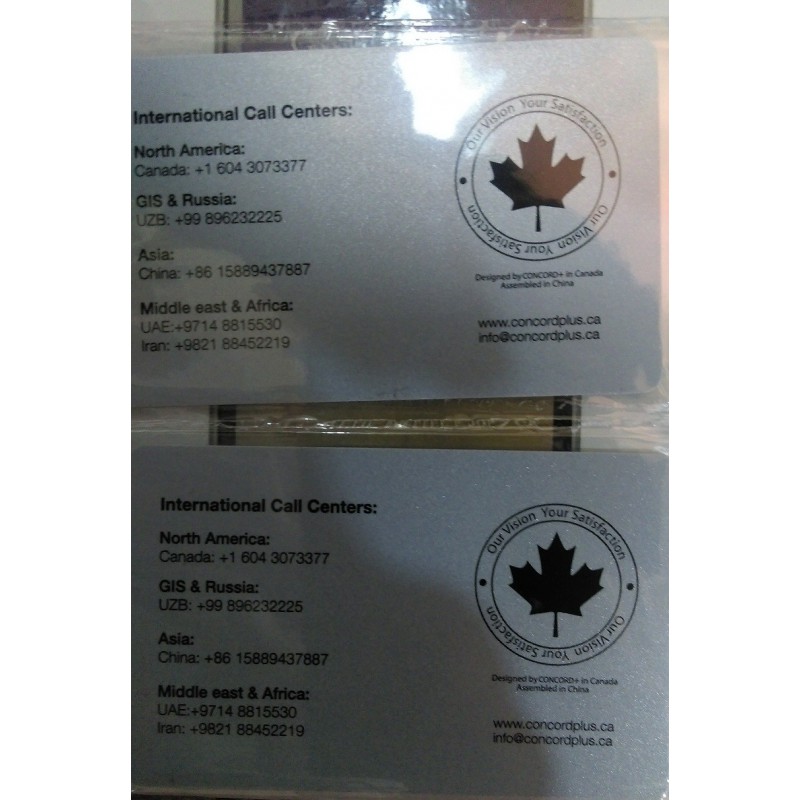 International Call Centers:
North America:
Canada: +1 604 3073377
GIS & Russia:
UZB: +99 896232225
Asia:
China: +86 15889437887
Middle east & Africa:
UAE:+9714 8815530
Iran: +9821 88452219
Our Vision Your Satisfaction
Our Vision Your Satisfaction
Designed by CONCORD+ in Canada
Assembled in China
www.concordplus.ca
info@concordplus.ca
International Call Centers:
North America:
Canada: +1 604 3073377
GIS & Russia:
UZB: +99 896232225
Asia:
China: +86 15889437887
Middle east & Africa:
UAE:+9714 8815530
Iran: +9821 88452219
Our Vision Your Satisfaction
Our Vision Your Satisfaction
Designed by CONCORD+ in Canada
Assembled in China
www.concordplus.ca
info@concordplus.ca